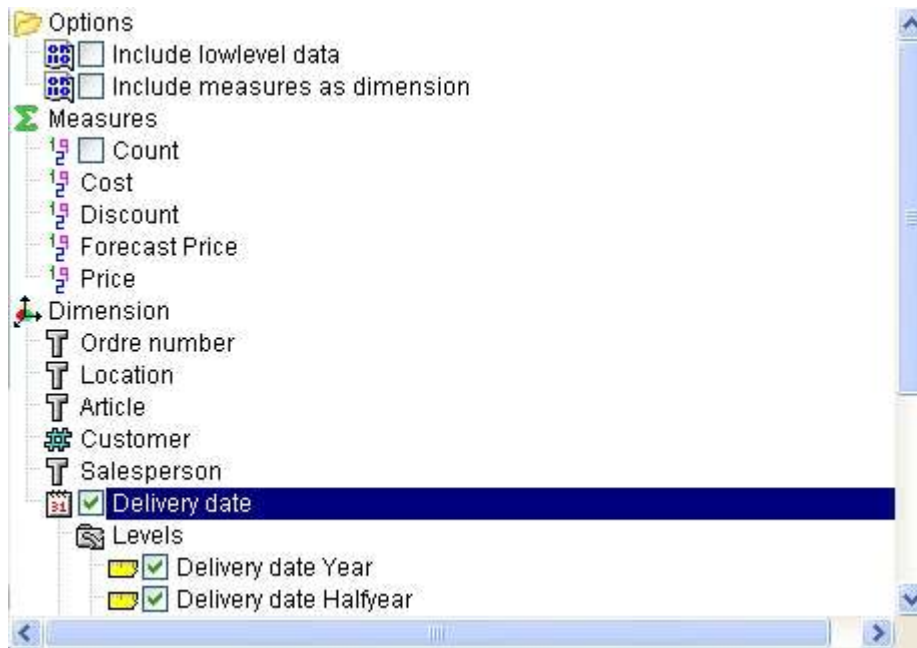 Options
Include lowlevel data
Include measures as dimension
Measures
Count
Cost
Discount
Forecast Price
Price
Dimension
Ordre number
Location
Article
Customer
Salesperson
Delivery date
Levels
Delivery date Year
Delivery date Halfyear